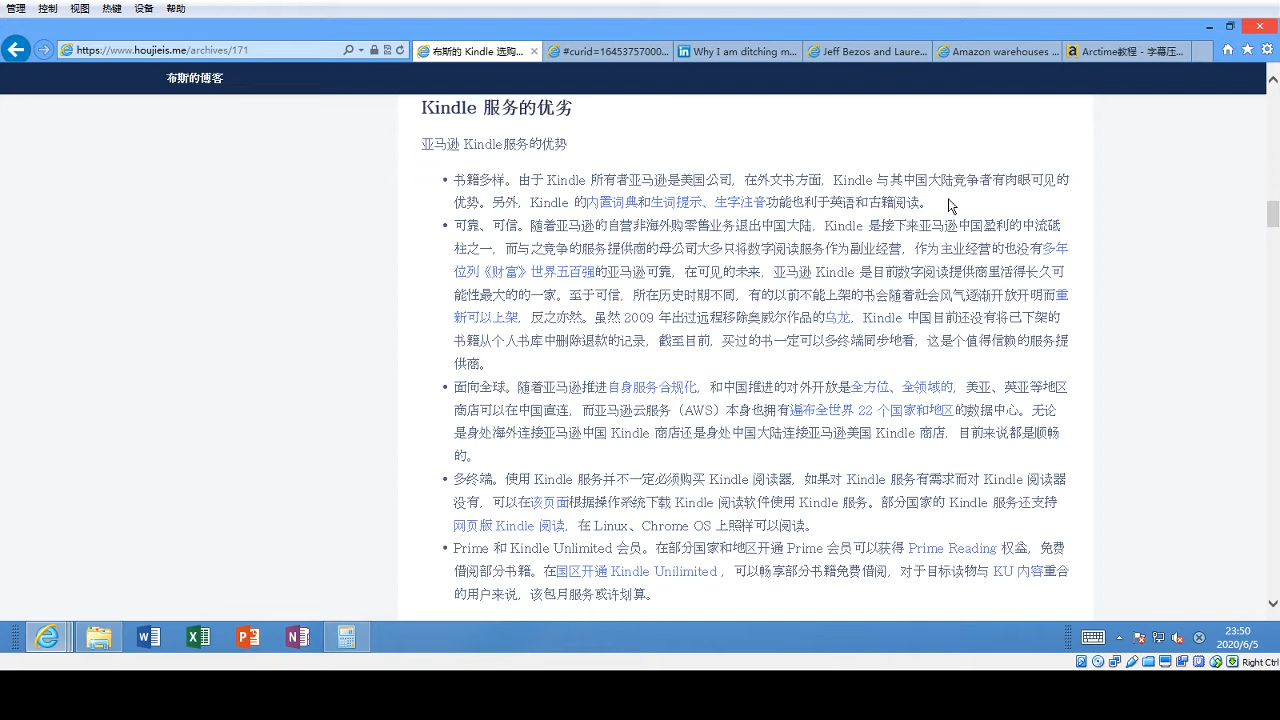 管理 控制 视图 热键 设备 帮助
https://www.houjieis.me/archives/171
布斯的 Kindle 选购...
#curid=16453757000...
Why I am ditching m...
Jeff Bezos and Laure...
Amazon warehouses ...
Arctime教程 - 字幕压...
布斯的博客
Kindle 服务的优劣
亚马逊 Kindle服务的优势
• 书籍多样。由于 Kindle 所有者亚马逊是美国公司，在外文书方面，Kindle 与其中国大陆竞争者有肉眼可见的
优势。另外，Kindle 的内置词典和生词提示、生字注音功能也利于英语和古籍阅读。
• 可靠、可信。随着亚马逊的自营非海外购零售业务退出中国大陆，Kindle 是接下来亚马逊中国盈利的中流砥
柱之一，而与之竞争的服务提供商的母公司大多只将数字阅读服务作为副业经营，作为主业经营的也没有多年
位列《财富》世界五百强的亚马逊可靠，在可见的未来，亚马逊 Kindle 是目前数字阅读提供商里活得长久可
能性最大的的一家。至于可信，所在历史时期不同，有的以前不能上架的书会随着社会风气逐渐开放开明而重
新可以上架，反之亦然。虽然 2009 年出过远程移除奥威尔作品的乌龙，Kindle 中国目前还没有将已下架的
书籍从个人书库中删除退款的记录，截至目前，买过的书一定可以多终端同步地看，这是个值得信赖的服务提
供商。
• 面向全球。随着亚马逊推进自身服务合规化，和中国推进的对外开放是全方位、全领域的，美亚、英亚等地区
商店可以在中国直连，而亚马逊云服务（AWS）本身也拥有遍布全世界 22 个国家和地区的数据中心。无论
是身处海外连接亚马逊中国 Kindle 商店还是身处中国大陆连接亚马逊美国 Kindle 商店，目前来说都是顺畅
的。
• 多终端。使用 Kindle 服务并不一定必须购买 Kindle 阅读器，如果对 Kindle 服务有需求而对 Kindle 阅读器
没有，可以在该页面根据操作系统下载 Kindle 阅读软件使用 Kindle 服务。部分国家的 Kindle 服务还支持
网页版 Kindle 阅读，在 Linux、Chrome OS 上照样可以阅读。
• Prime 和 Kindle Unlimited 会员。在部分国家和地区开通 Prime 会员可以获得 Prime Reading 权益，免费
借阅部分书籍。在国区开通 Kindle Unlimited ，可以畅享部分书籍免费借阅，对于目标读物与 KU 内容重合
的用户来说，该包月服务或许划算。
23:50
2020/6/5
Right Ctrl